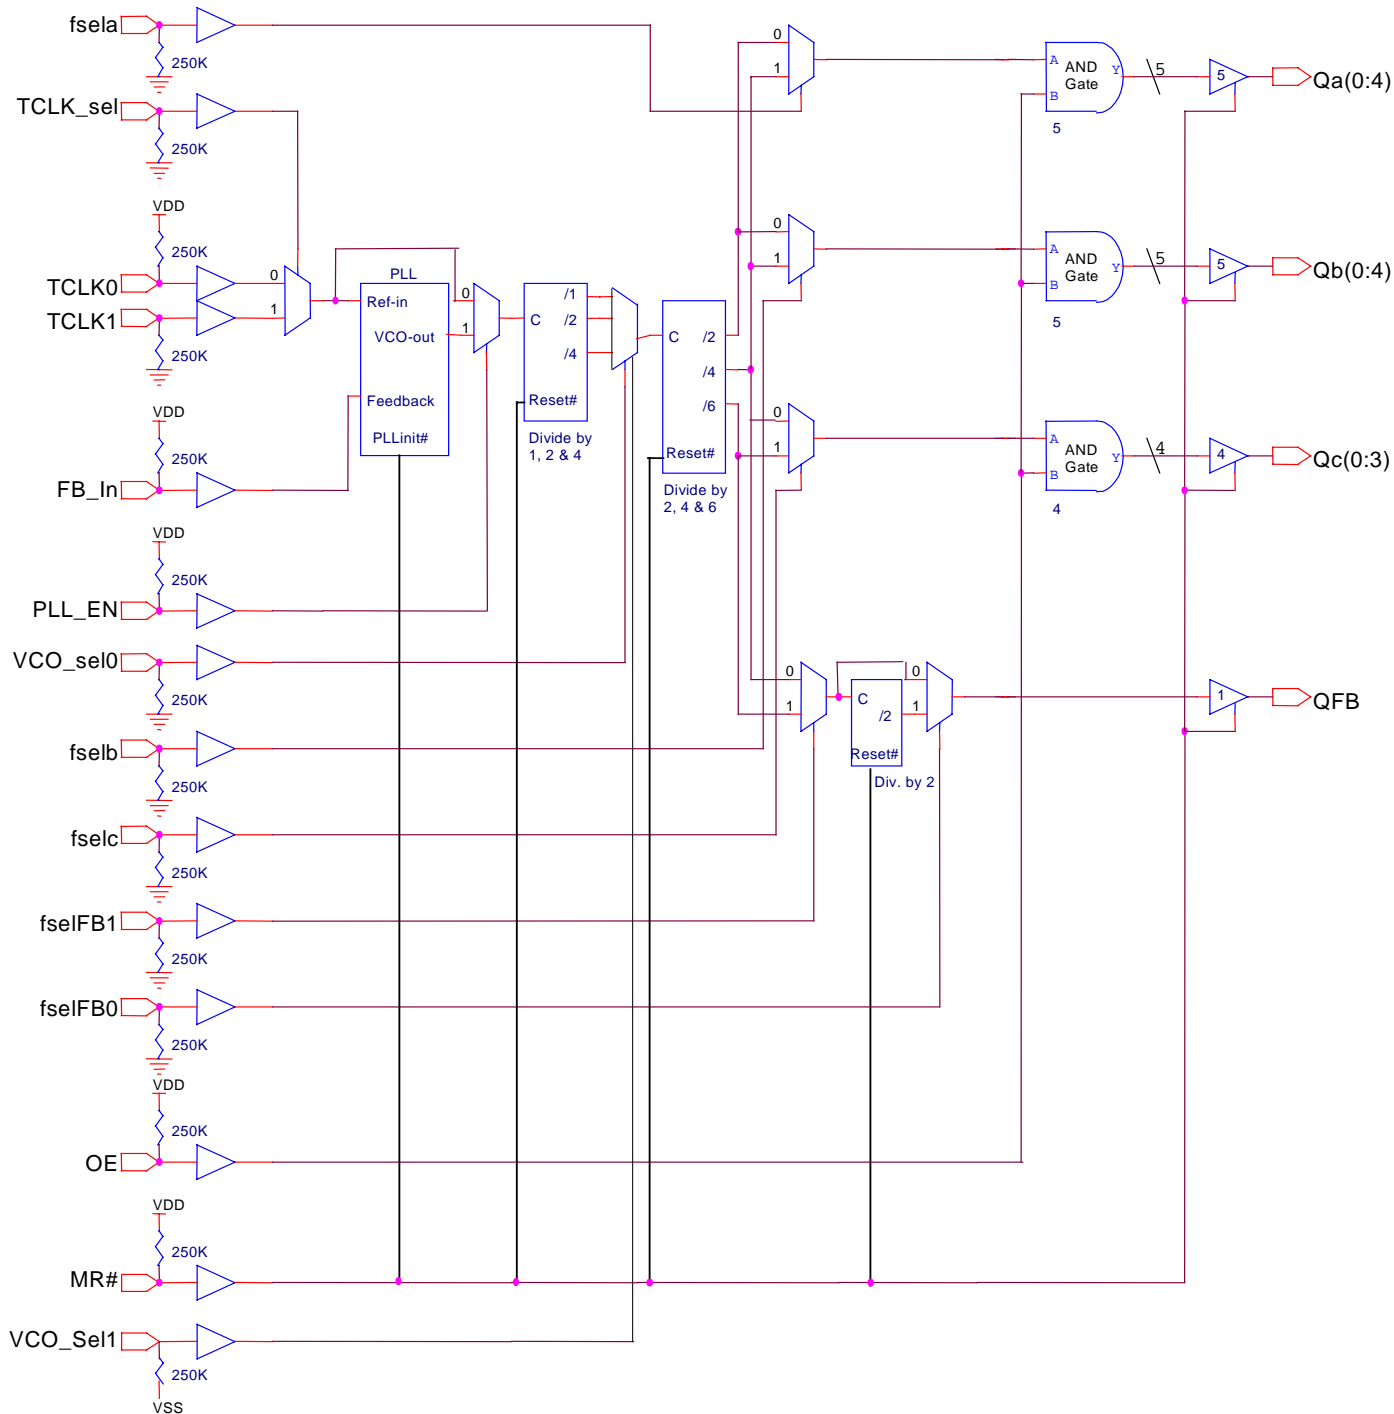 fsela
250K
TCLK_sel
250K
VDD
250K
TCLK0
TCLK1
250K
VDD
250K
FB_In
VDD
250K
PLL_EN
VCO_sel0
250K
fselb
250K
fselc
250K
fselFB1
250K
fselFB0
250K
VDD
250K
OE
VDD
250K
MR#
VCO_Sel1
250K
VSS
0
1
PLL
Ref-in
VCO-out
Feedback
PLLinit#
0
1
C
/1
/2
/4
Reset#
Divide by
1, 2 & 4
C
/2
/4
/6
Reset#
Divide by
2, 4 & 6
0
1
0
1
0
1
0
1
C
/2
Reset#
Div. by 2
0
1
A
B
AND
Gate
Y
5
5
5
Qa(0:4)
A
B
AND
Gate
Y
5
5
5
Qb(0:4)
A
B
AND
Gate
Y
4
4
4
Qc(0:3)
1
QFB